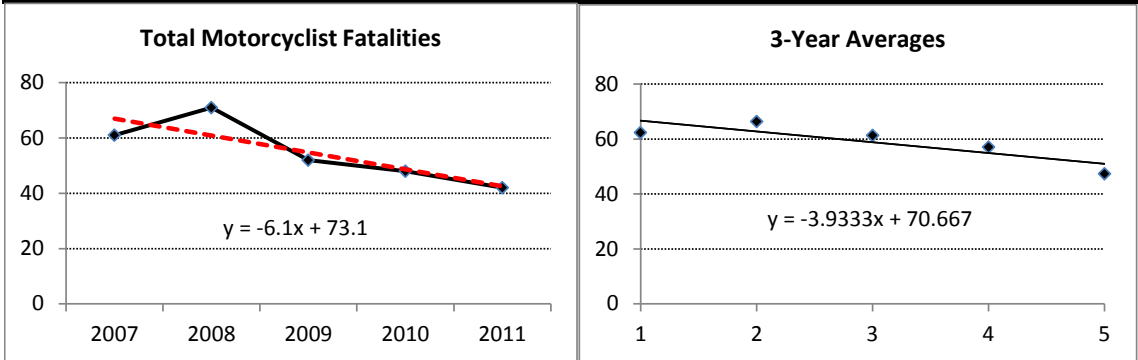 Total Motorcyclist Fatalities
80
60
40
20
0
y = -6.1x + 73.1
2007 2008 2009 2010 2011
3-Year Averages
80
60
40
20
0
y = -3.9333x + 70.667
1 2 3 4 5